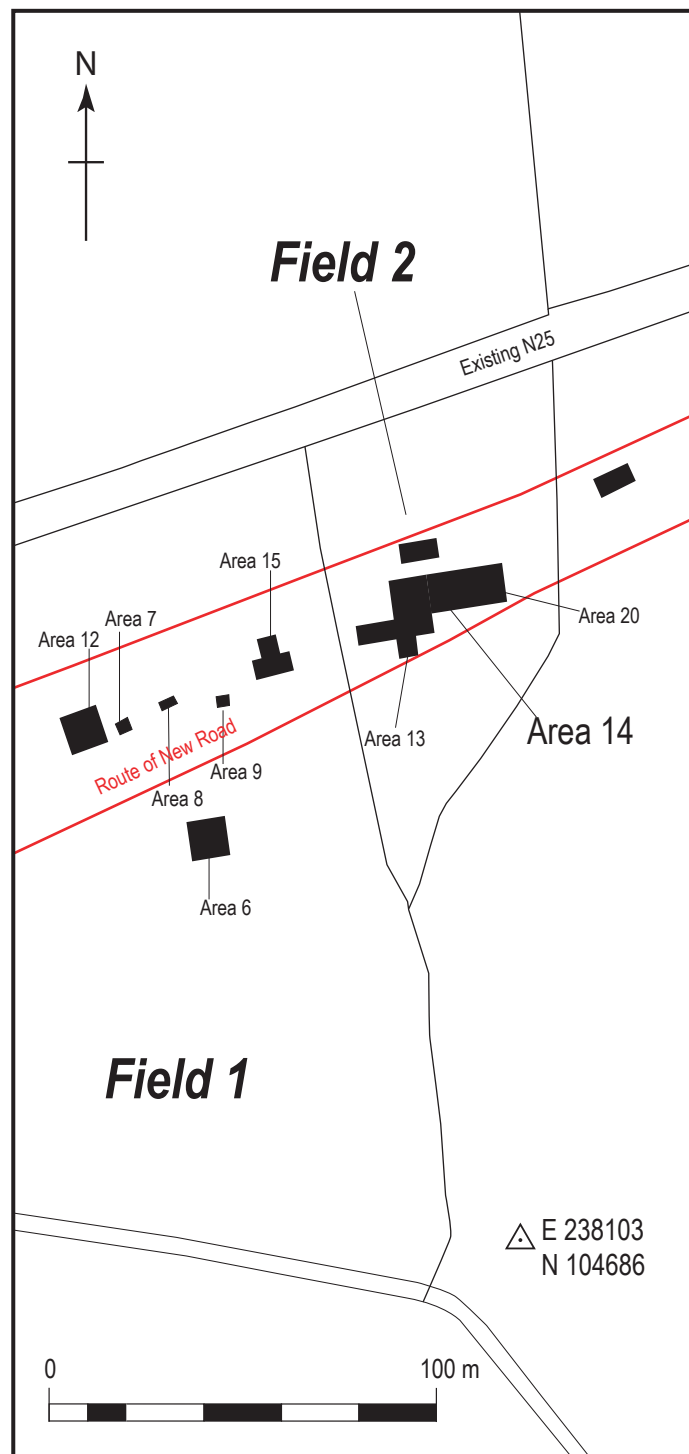 N
Field 2
Existing N25
Area 15
Area 7
Area 12
Area 20
Area 14
Area 13
Route of New Road
Area 9
Area 8
Area 6
Field 1
E 238103
N 104686
0
100 m